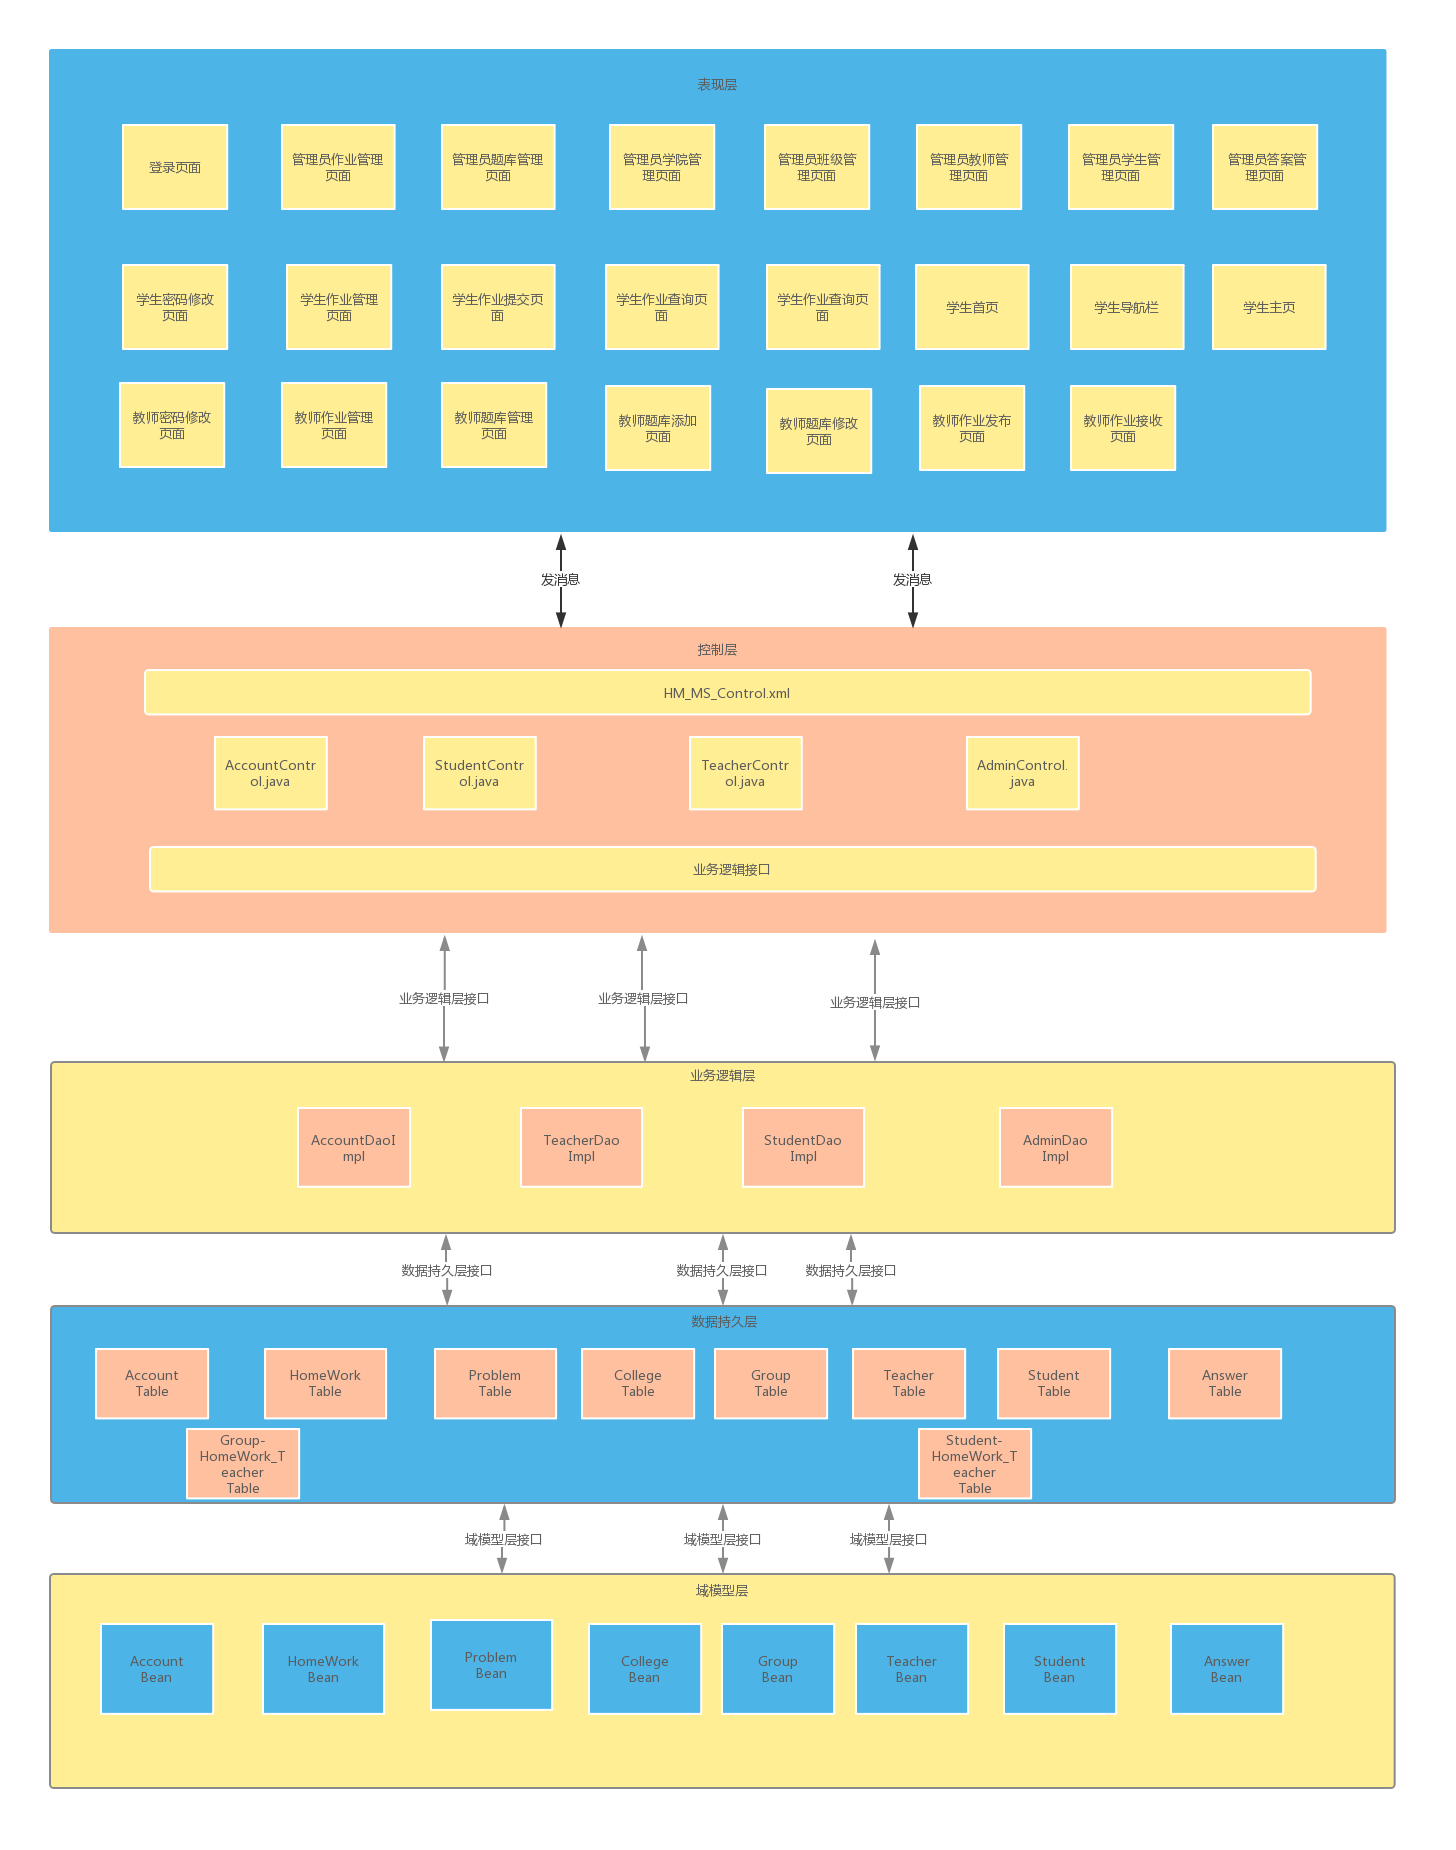 表现层
登录页面
管理员作业管理
页面
管理员题库管理
页面
管理员学院管
理页面
管理员班级管
理页面
管理员教师管
理页面
管理员学生管
理页面
管理员答案管
理页面
学生密码修改
页面
学生作业管理
页面
学生作业提交页
面
学生作业查询页
面
学生作业查询页
面
学生首页
学生导航栏
学生主页
教师密码修改
页面
教师作业管理
页面
教师题库管理
页面
教师题库添加
页面
教师题库修改
页面
教师作业发布
页面
教师作业接收
页面
发消息
发消息
控制层
HM_MS_Control.xml
AccountContr
ol.java
StudentContr
ol.java
TeacherContr
ol.java
AdminControl.
java
业务逻辑接口
业务逻辑层接口
业务逻辑层接口
业务逻辑层接口
业务逻辑层
AccountDaoI
mpl
TeacherDao
Impl
StudentDao
Impl
AdminDao
Impl
数据持久层接口
数据持久层接口
数据持久层接口
数据持久层
Account
Table
HomeWork
Table
Problem
Table
College
Table
Group
Table
Teacher
Table
Student
Table
Answer
Table
Group-
HomeWork_T
eacher
Table
Student-
HomeWork_T
eacher
Table
域模型层接口
域模型层接口
域模型层接口
域模型层
Account
Bean
HomeWork
Bean
Problem
Bean
College
Bean
Group
Bean
Teacher
Bean
Student
Bean
Answer
Bean